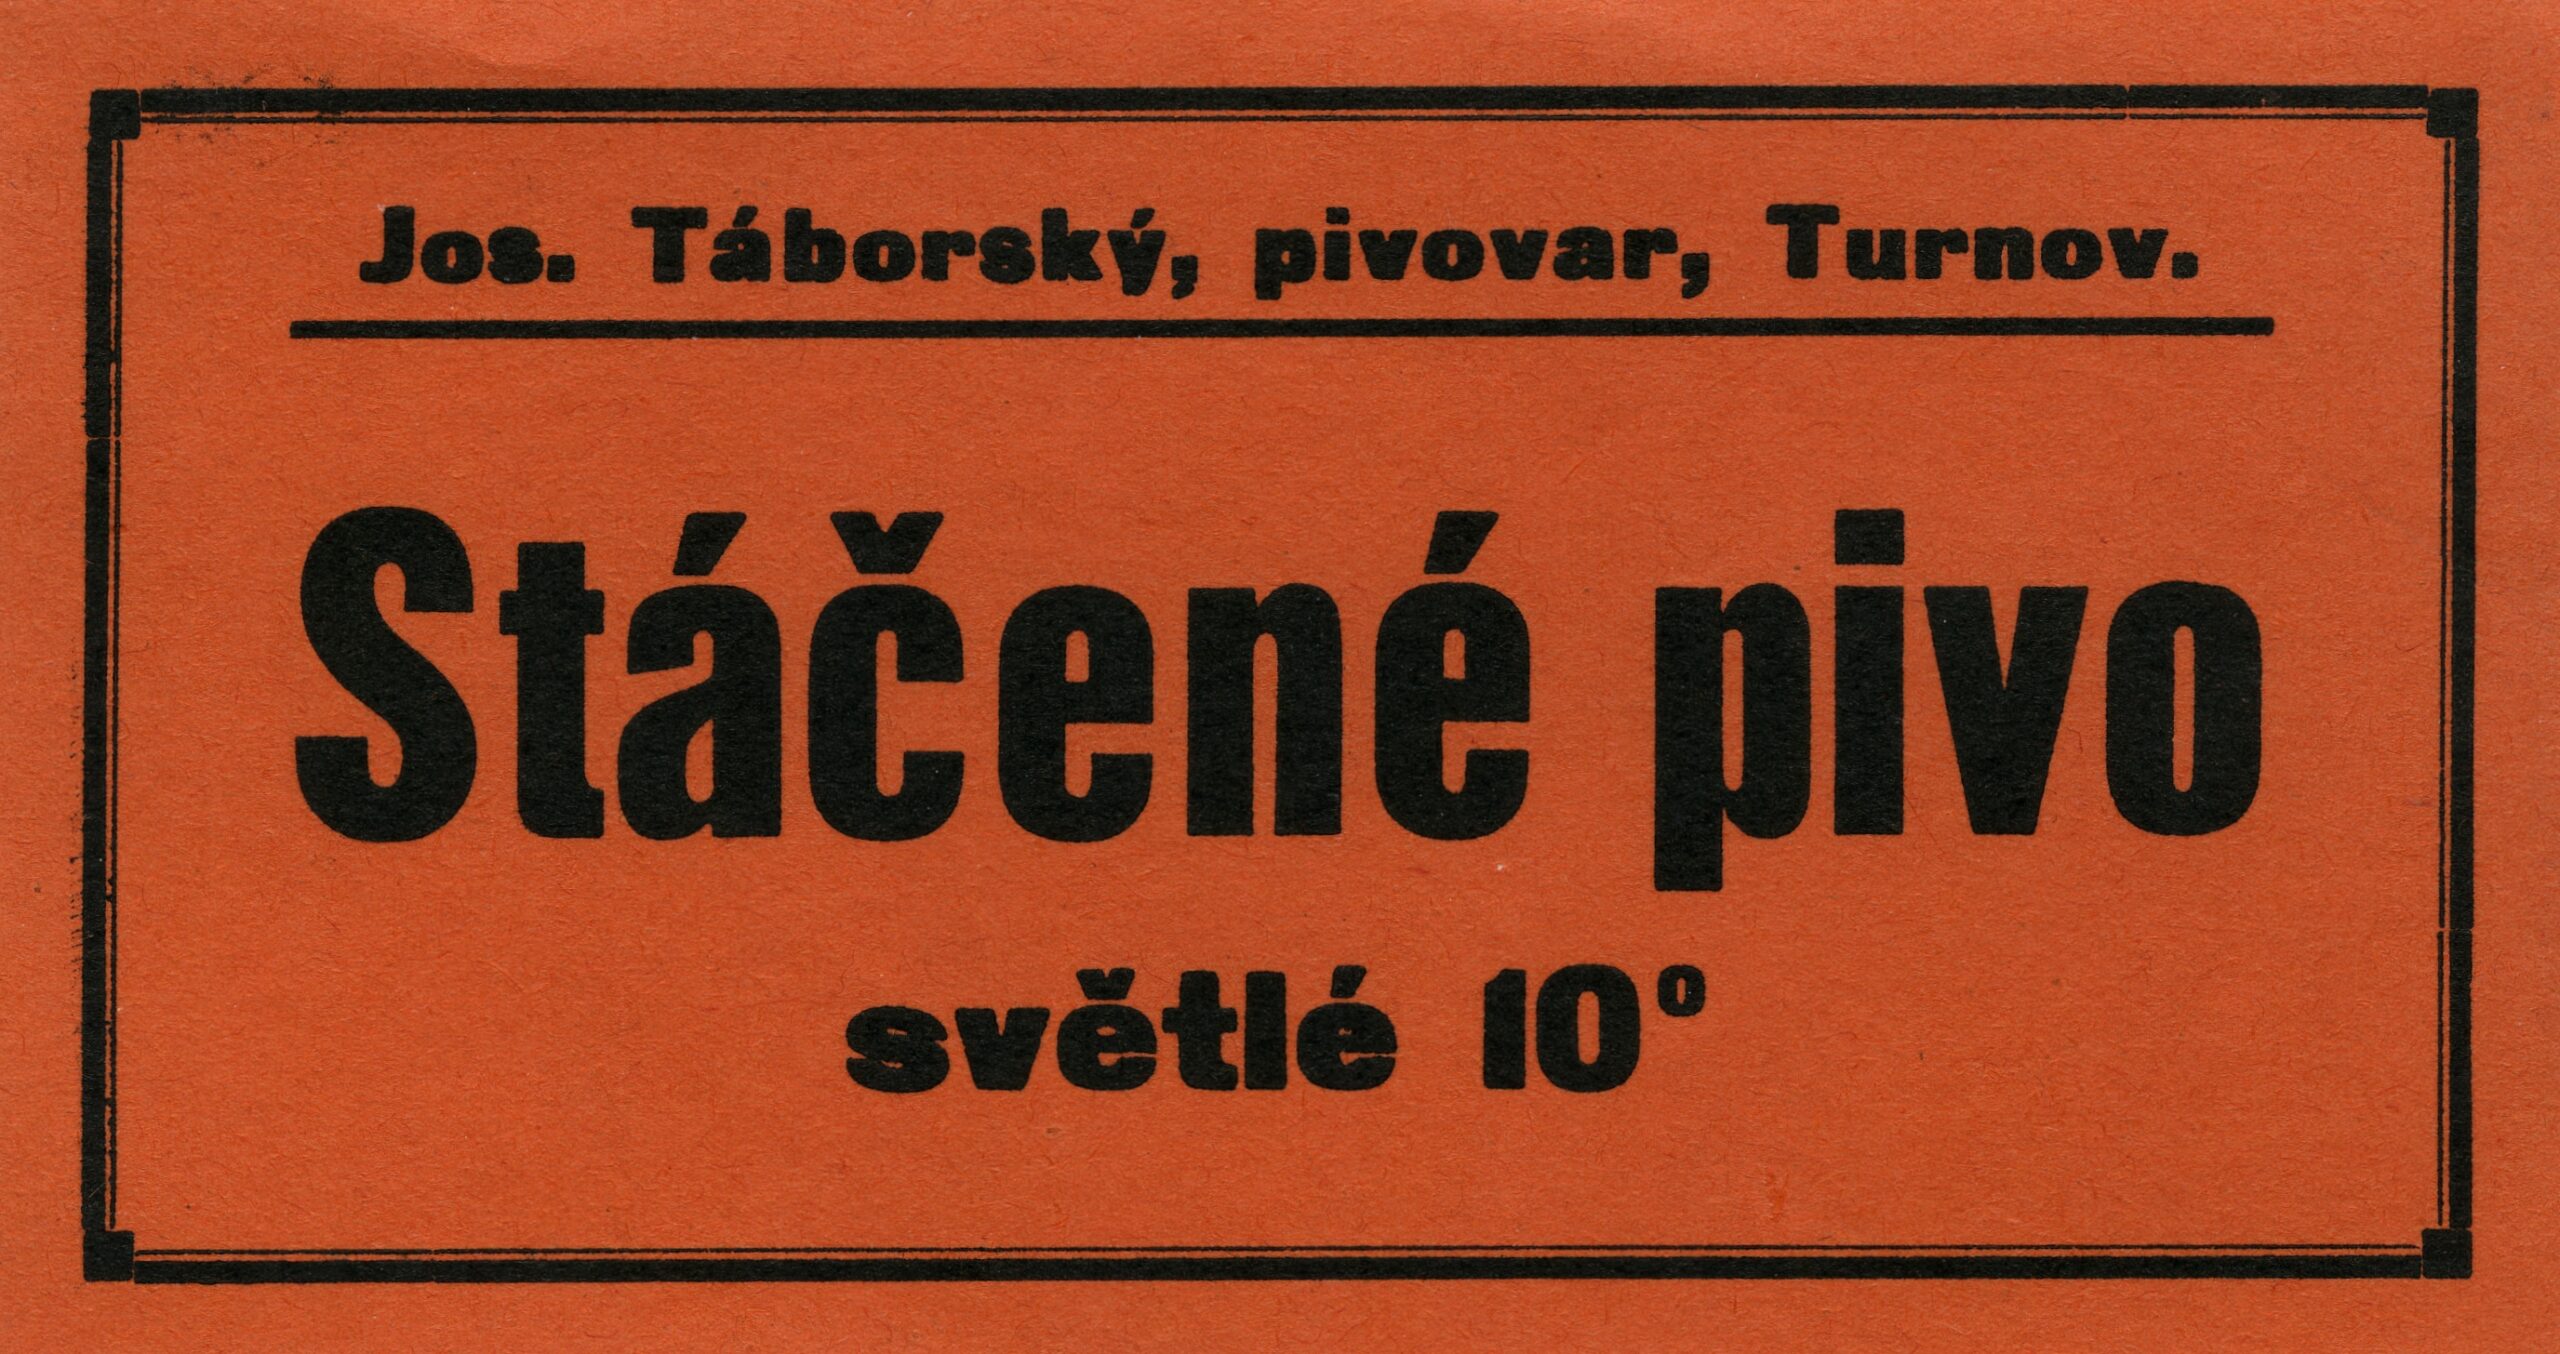 Jos. Táborský, pivovar, Turnov.
Stáčené pivo
světlé 10°